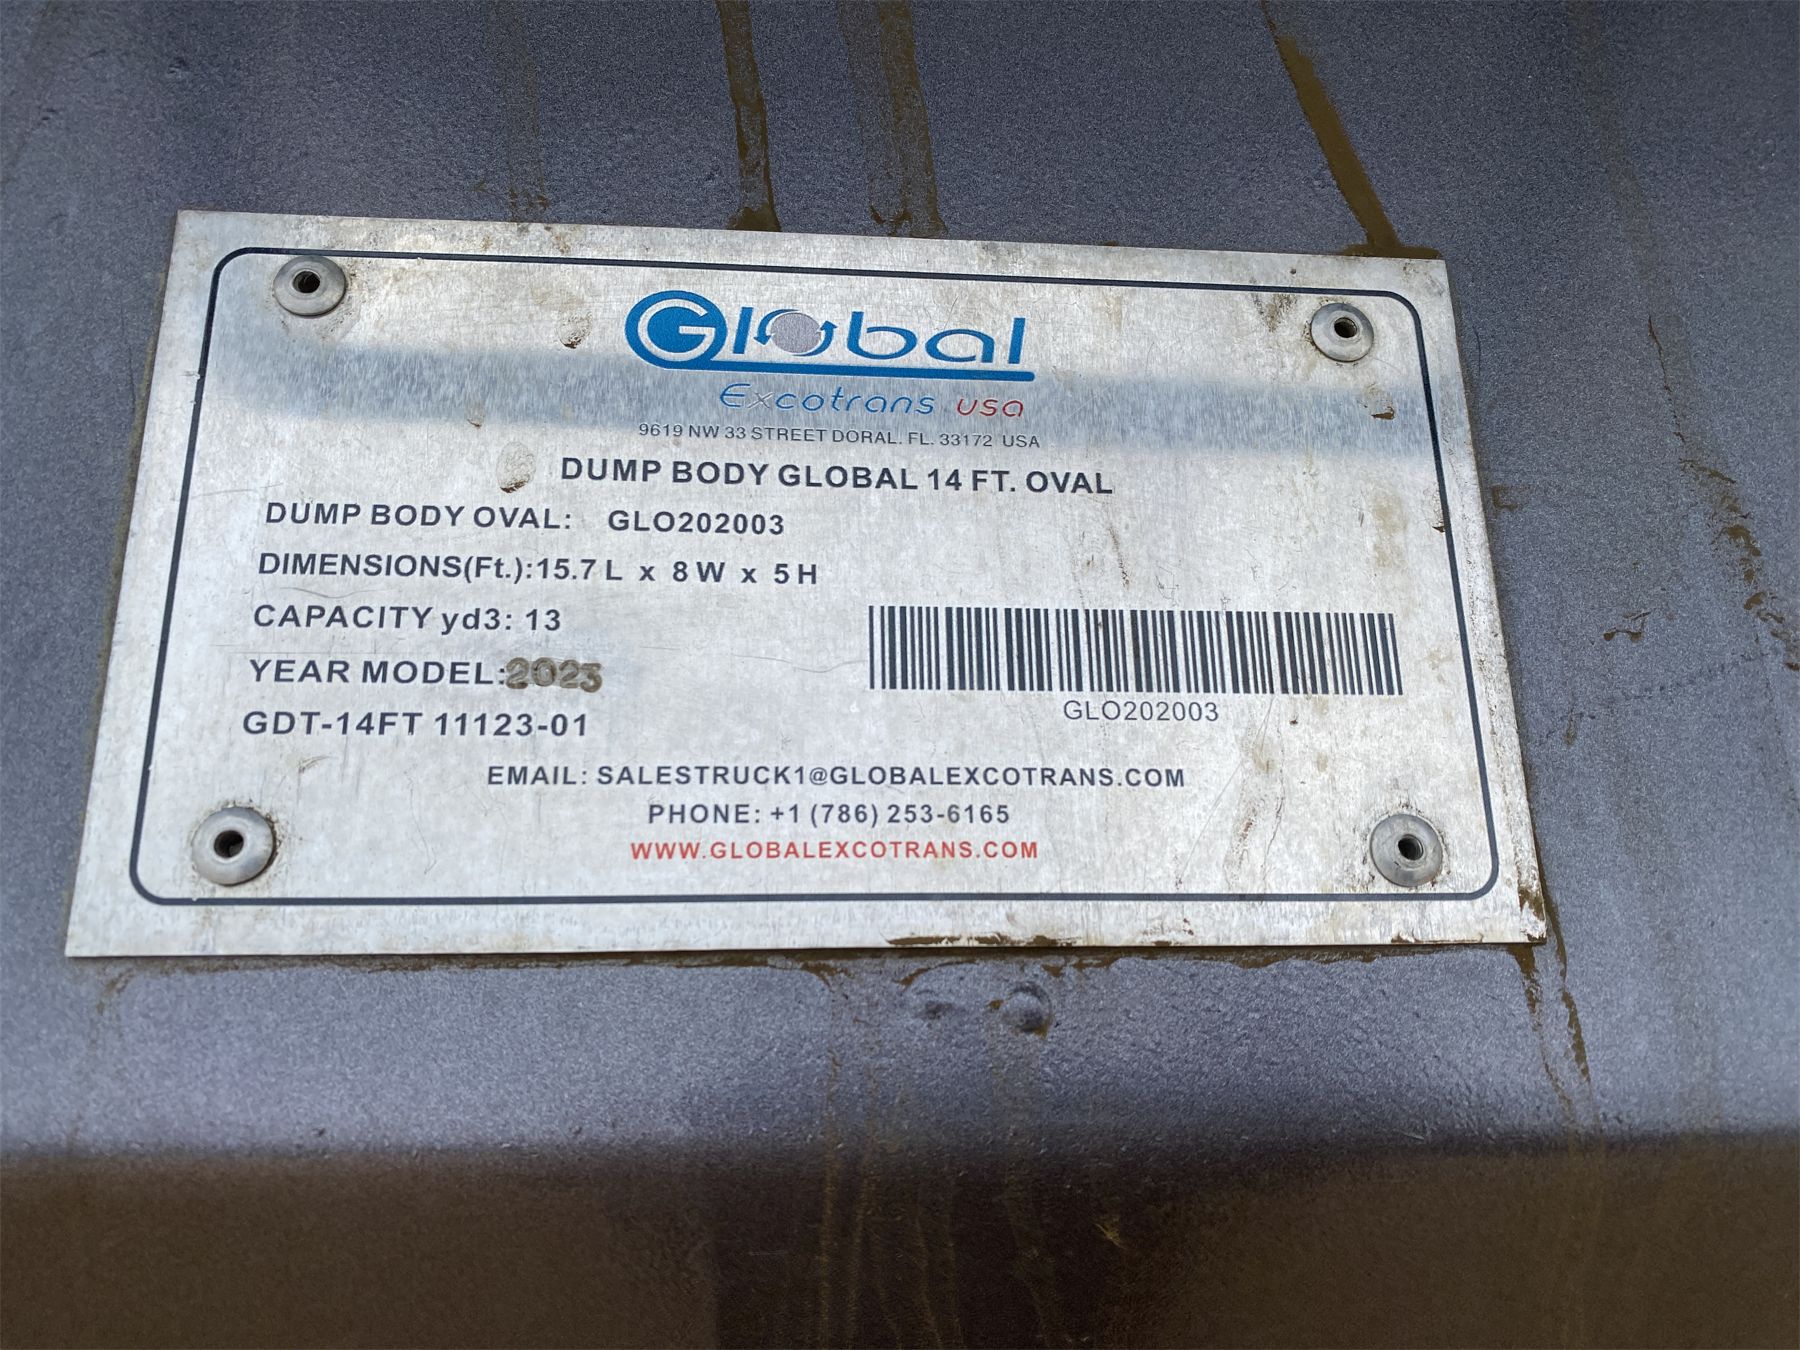 Global
Excotrans USA
9619 NW 33 STREET DORAL. FL. 33172 USA
DUMP BODY GLOBAL 14 FT. OVAL
DUMP BODY OVAL: GLO202003
DIMENSIONS(Ft.):15.7 L x 8 W x 5 H
CAPACITY yd3: 13
YEAR MODEL:2023
GDT-14FT 11123-01
GLO202003
EMAIL: SALESTRUCK1@GLOBALEXCOTRANS.COM
PHONE: +1 (786) 253-6165
WWW.GLOBALEXCOTRANS.COM